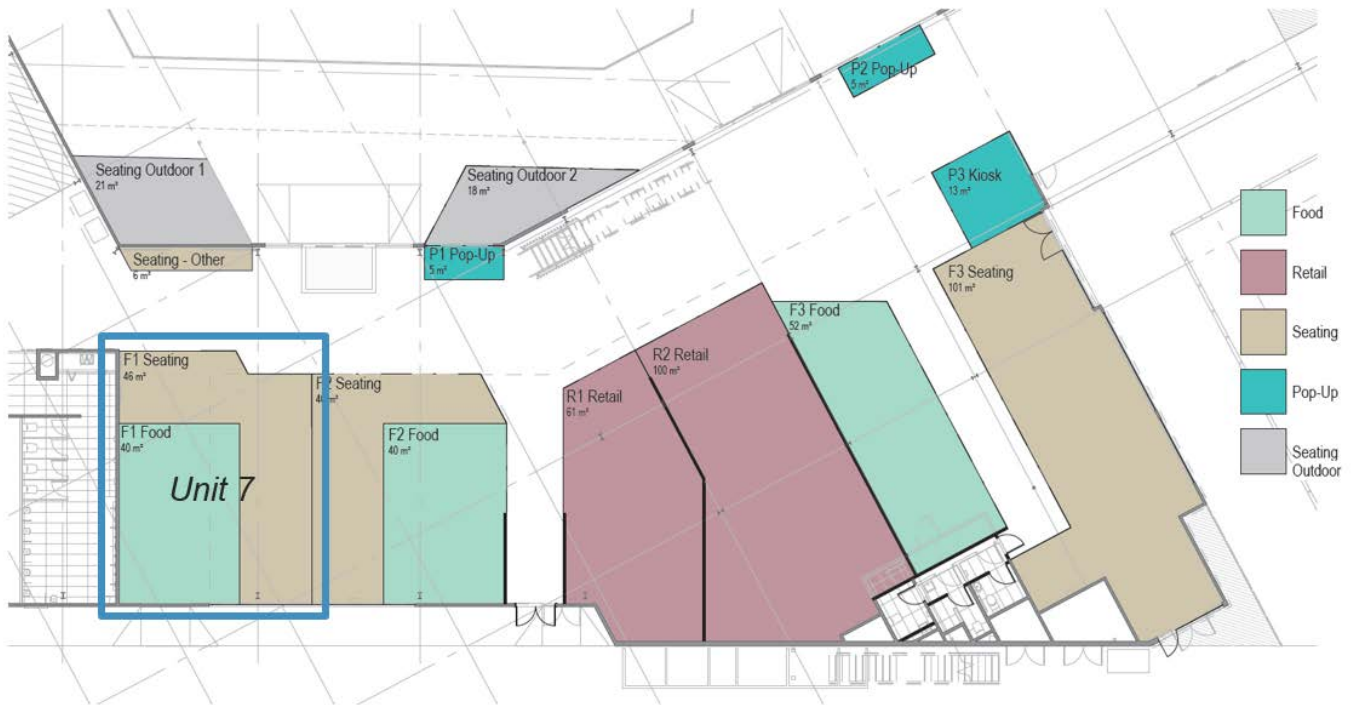 P2 Pop-Up
5 m²
Seating Outdoor 1
21 m²
Seating Outdoor 2
18 m²
P3 Kiosk
13 m²
Seating - Other
6 m²
P1 Pop-Up
5 m²
F3 Seating
101 m²
F3 Food
52 m²
F1 Seating
46 m²
F2 Seating
R2 Retail
100 m²
R1 Retail
61 m²
F1 Food
40 m²
F2 Food
40 m²
Unit 7
Food
Retail
Seating
Pop-Up
Seating
Outdoor